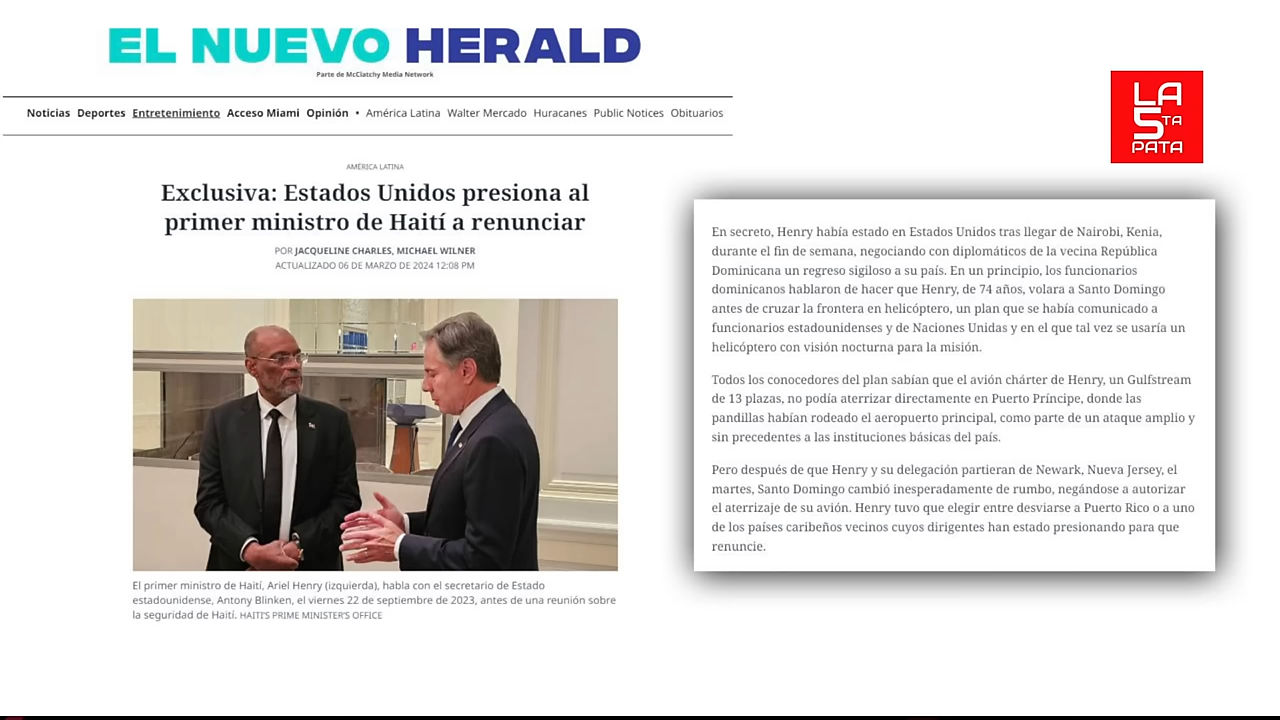 EL NUEVO HERALD
Parte de McClatchy Media Network
Noticias Deportes Entretenimiento Acceso Miami Opinión • América Latina Walter Mercado Huracanes Public Notices Obituarios
AMÉRICA LATINA
Exclusiva: Estados Unidos presiona al
primer ministro de Haití a renunciar
POR JACQUELINE CHARLES, MICHAEL WILNER
ACTUALIZADO 06 DE MARZO DE 2024 12:08 PM
El primer ministro de Haití, Ariel Henry (izquierda), habla con el secretario de Estado
estadounidense, Antony Blinken, el viernes 22 de septiembre de 2023, antes de una reunión sobre
la seguridad de Haití. HAITI'S PRIME MINISTER'S OFFICE
LA
5TA
PATA
En secreto, Henry había estado en Estados Unidos tras llegar de Nairobi, Kenia,
durante el fin de semana, negociando con diplomáticos de la vecina República
Dominicana un regreso sigiloso a su país. En un principio, los funcionarios
dominicanos hablaron de hacer que Henry, de 74 años, volara a Santo Domingo
antes de cruzar la frontera en helicóptero, un plan que se había comunicado a
funcionarios estadounidenses y de Naciones Unidas y en el que tal vez se usaría un
helicóptero con visión nocturna para la misión.
Todos los conocedores del plan sabían que el avión chárter de Henry, un Gulfstream
de 13 plazas, no podía aterrizar directamente en Puerto Príncipe, donde las
pandillas habían rodeado el aeropuerto principal, como parte de un ataque amplio y
sin precedentes a las instituciones básicas del país.
Pero después de que Henry y su delegación partieran de Newark, Nueva Jersey, el
martes, Santo Domingo cambió inesperadamente de rumbo, negándose a autorizar
el aterrizaje de su avión. Henry tuvo que elegir entre desviarse a Puerto Rico o a uno
de los países caribeños vecinos cuyos dirigentes han estado presionando para que
renuncie.